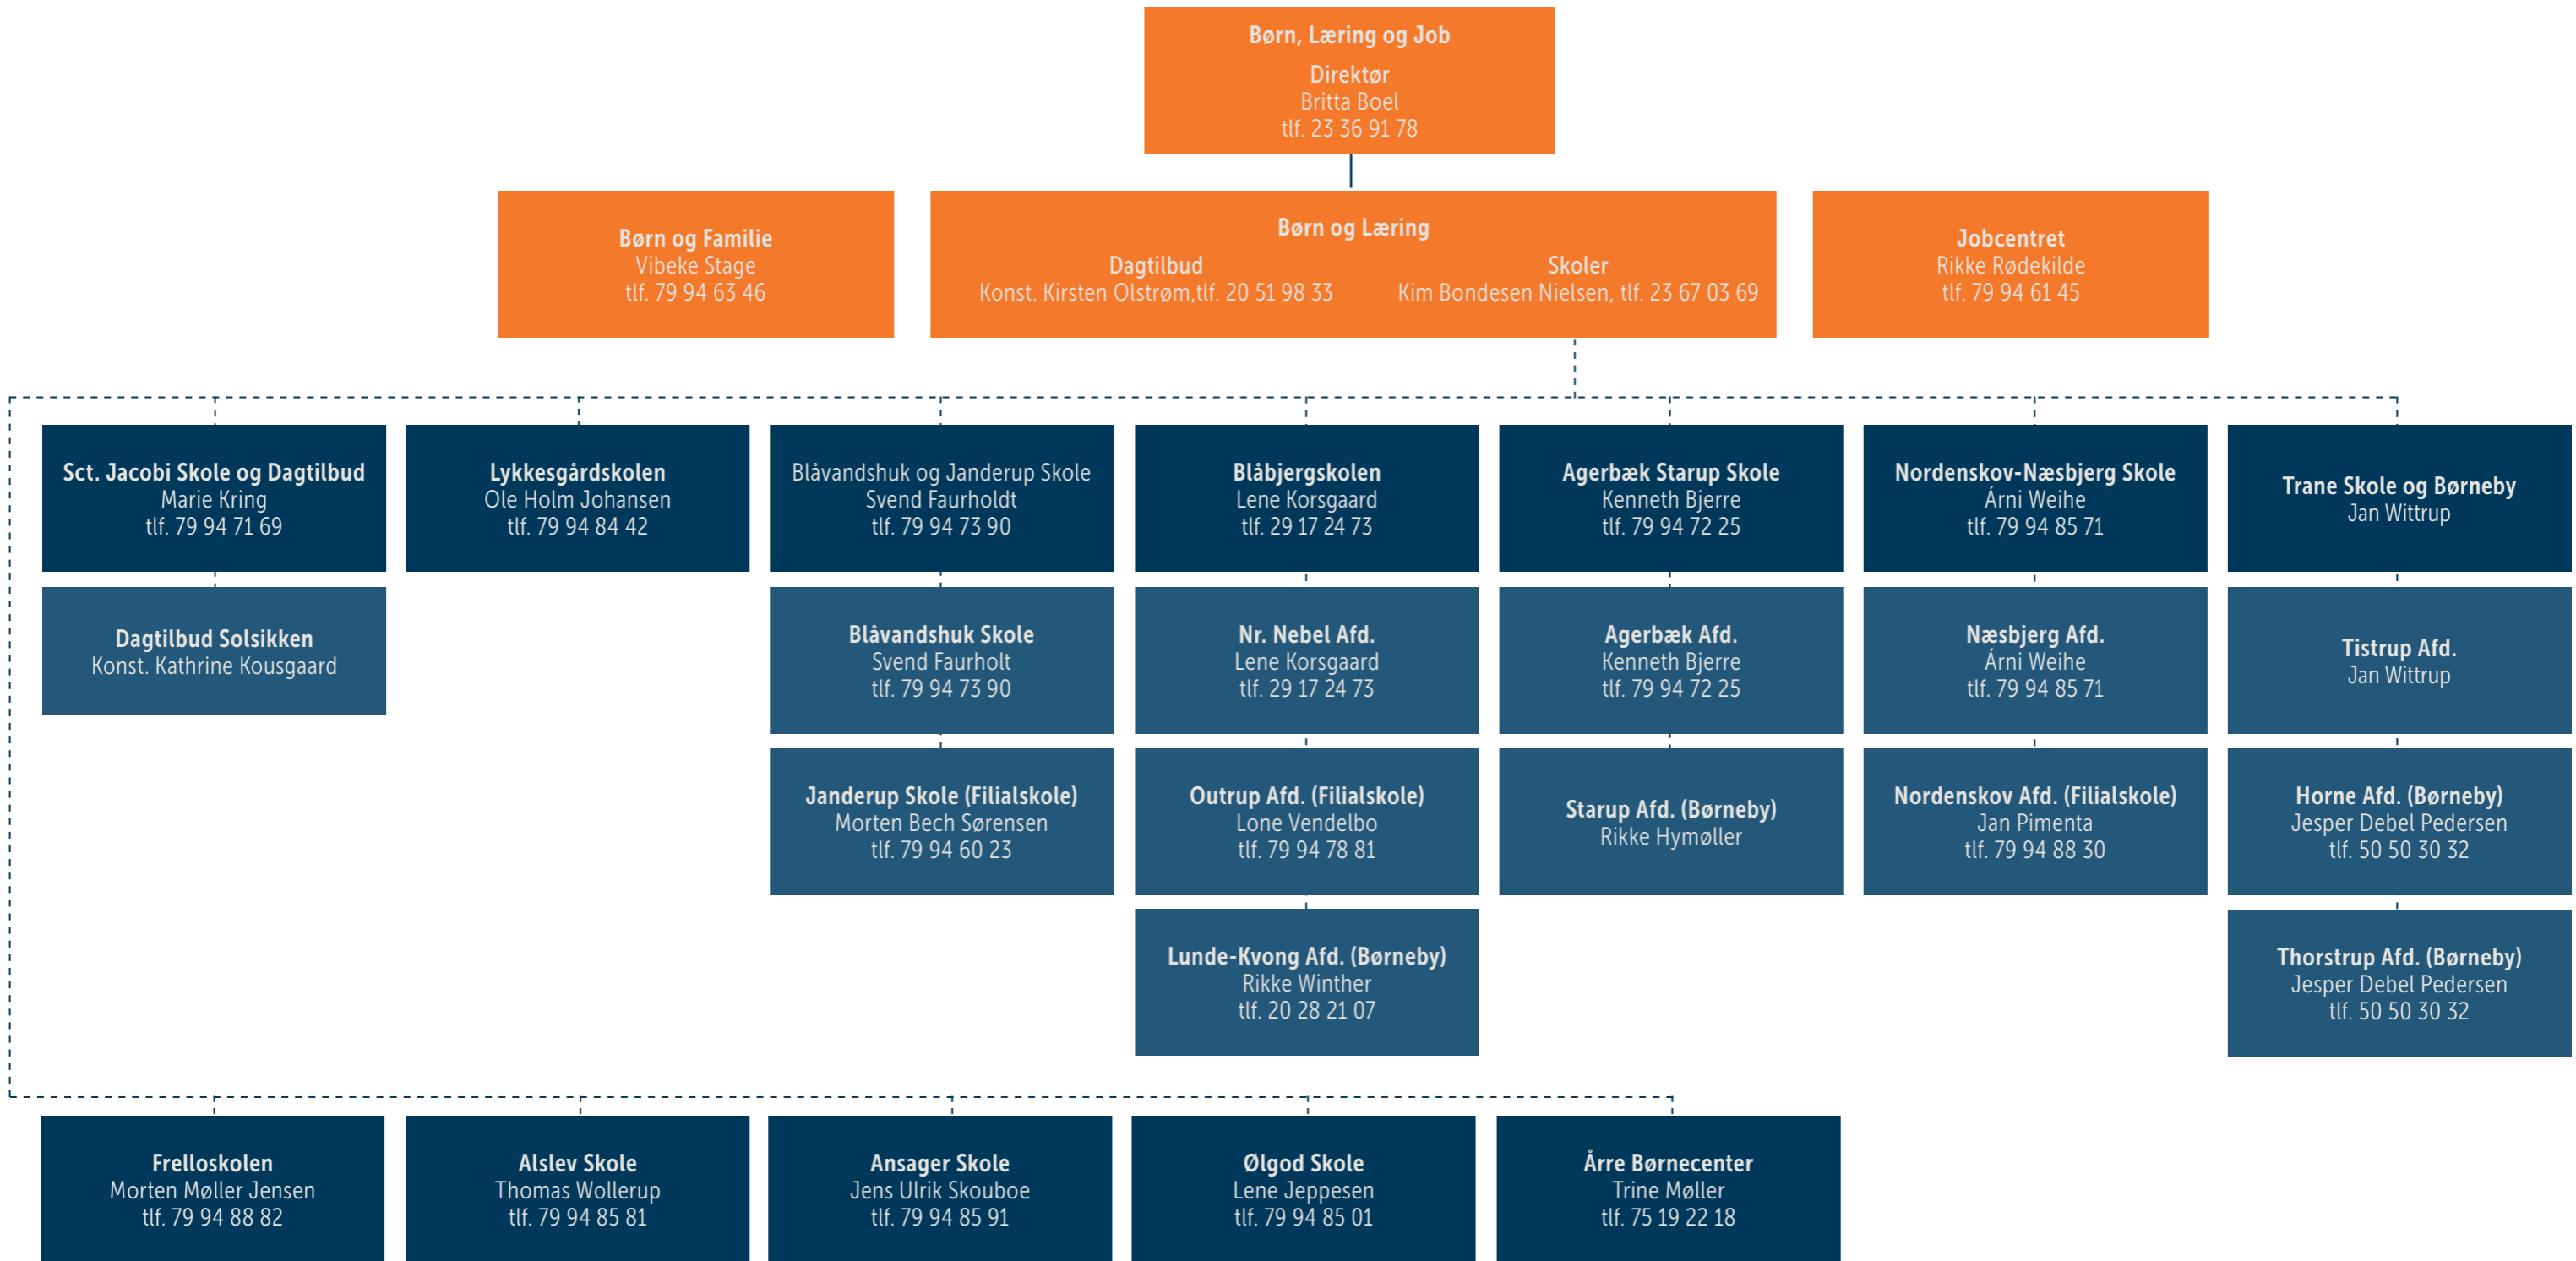 Børn, Læring og Job
Direktør
Britta Boel
tlf. 23 36 91 78
Børn og Familie
Vibeke Stage
tlf. 79 94 63 46
Børn og Læring
Dagtilbud
Konst. Kirsten Olstrøm,tlf. 20 51 98 33
Skoler
Kim Bondesen Nielsen, tlf. 23 67 03 69
Jobcentret
Rikke Rødekilde
tlf. 79 94 61 45
Sct. Jacobi Skole og Dagtilbud
Marie Kring
tlf. 79 94 71 69
Lykkesgårdskolen
Ole Holm Johansen
tlf. 79 94 84 42
Blåvandshuk og Janderup Skole
Svend Faurholdt
tlf. 79 94 73 90
Blåbjergskolen
Lene Korsgaard
tlf. 29 17 24 73
Agerbæk Starup Skole
Kenneth Bjerre
tlf. 79 94 72 25
Nordenskov-Næsbjerg Skole
Árni Weihe
tlf. 79 94 85 71
Trane Skole og Børneby
Jan Wittrup
Dagtilbud Solsikken
Konst. Kathrine Kousgaard
Blåvandshuk Skole
Svend Faurholt
tlf. 79 94 73 90
Nr. Nebel Afd.
Lene Korsgaard
tlf. 29 17 24 73
Agerbæk Afd.
Kenneth Bjerre
tlf. 79 94 72 25
Næsbjerg Afd.
Árni Weihe
tlf. 79 94 85 71
Tistrup Afd.
Jan Wittrup
Janderup Skole (Filialskole)
Morten Bech Sørensen
tlf. 79 94 60 23
Outrup Afd. (Filialskole)
Lone Vendelbo
tlf. 79 94 78 81
Starup Afd. (Børneby)
Rikke Hymøller
Nordenskov Afd. (Filialskole)
Jan Pimenta
tlf. 79 94 88 30
Horne Afd. (Børneby)
Jesper Debel Pedersen
tlf. 50 50 30 32
Lunde-Kvong Afd. (Børneby)
Rikke Winther
tlf. 20 28 21 07
Thorstrup Afd. (Børneby)
Jesper Debel Pedersen
tlf. 50 50 30 32
Frelloskolen
Morten Møller Jensen
tlf. 79 94 88 82
Alslev Skole
Thomas Wollerup
tlf. 79 94 85 81
Ansager Skole
Jens Ulrik Skouboe
tlf. 79 94 85 91
Ølgod Skole
Lene Jeppesen
tlf. 79 94 85 01
Årre Børnecenter
Trine Møller
tlf. 75 19 22 18